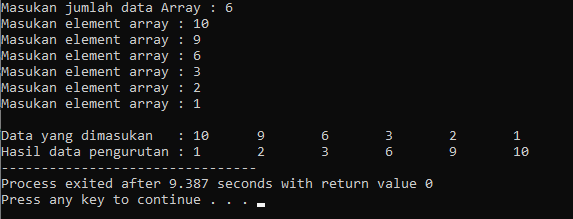 Masukan jumlah data Array : 6
Masukan element array : 10
Masukan element array : 9
Masukan element array : 6
Masukan element array : 3
Masukan element array : 2
Masukan element array : 1

Data yang dimasukan   : 10      9       6       3       2       1
Hasil data pengurutan : 1       2       3       6       9       10
--------------------------------
Process exited after 9.387 seconds with return value 0
Press any key to continue . . .